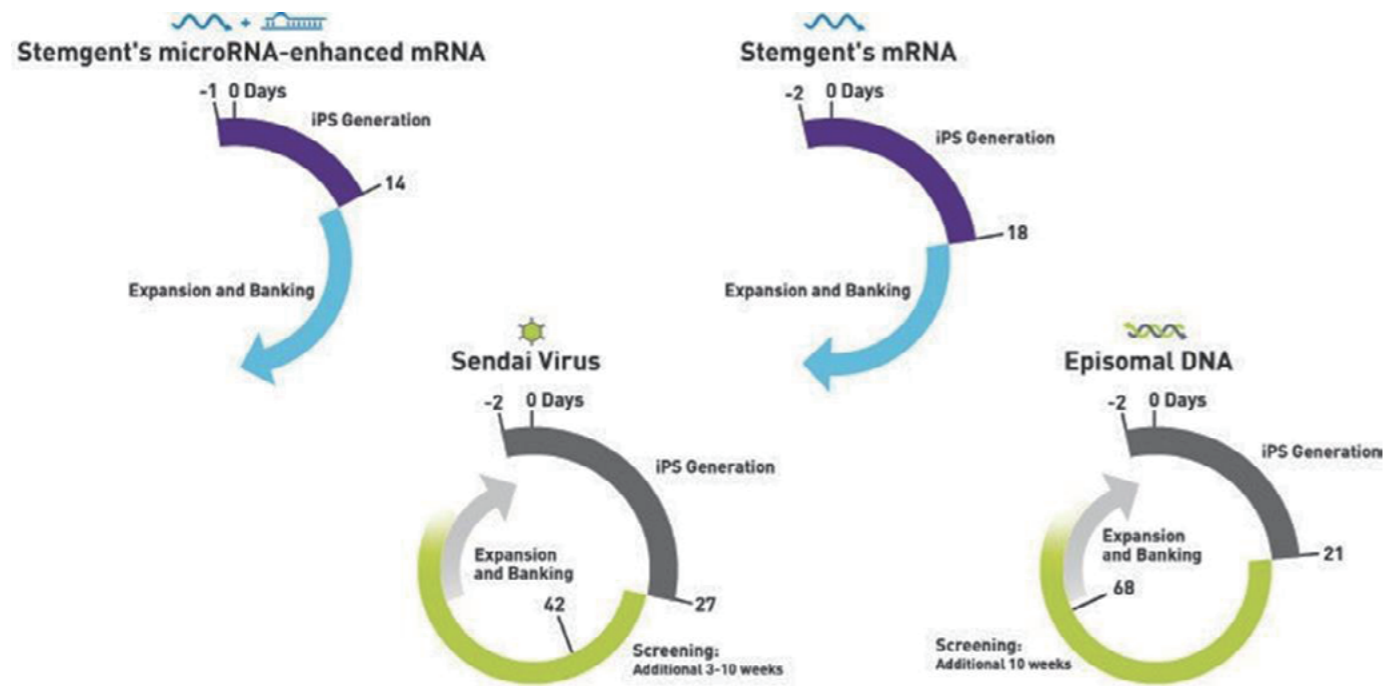 Stemgent's microRNA-enhanced mRNA
-1 0 Days
iPS Generation
14
Expansion and Banking
Stemgent's mRNA
-2 0 Days
iPS Generation
18
Expansion and Banking
Sendai Virus
-2 0 Days
iPS Generation
Expansion
and Banking
42
27
Screening:
Additional 3-10 weeks
Episomal DNA
-2 0 Days
iPS Generation
Expansion
and Banking
21
68
Screening:
Additional 10 weeks